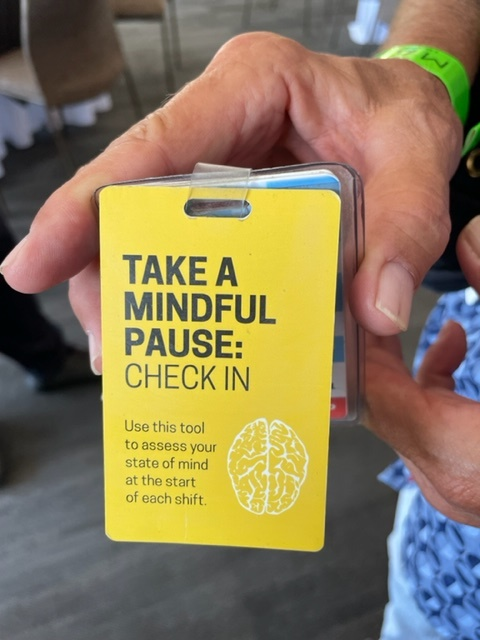 TAKE A
MINDFUL
PAUSE:
CHECK IN
Use this tool
to assess your
state of mind
at the start
of each shift.